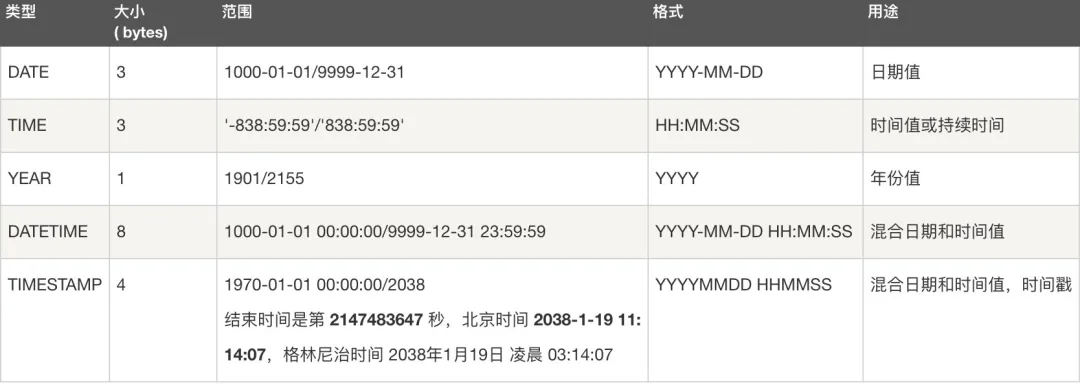 类型 大小 范围 格式 用途
( bytes)
DATE 3 1000-01-01/9999-12-31 YYYY-MM-DD 日期值
TIME 3 '-838:59:59'/'838:59:59' HH:MM:SS 时间值或持续时间
YEAR 1 1901/2155 YYYY 年份值
DATETIME 8 1000-01-01 00:00:00/9999-12-31 23:59:59 YYYY-MM-DD HH:MM:SS 混合日期和时间值
TIMESTAMP 4 1970-01-01 00:00:00/2038 YYYYMMDD HHMMSS 混合日期和时间值，时间戳
结束时间是第 2147483647 秒，北京时间 2038-1-19 11:
14:07，格林尼治时间 2038年1月19日 凌晨 03:14:07